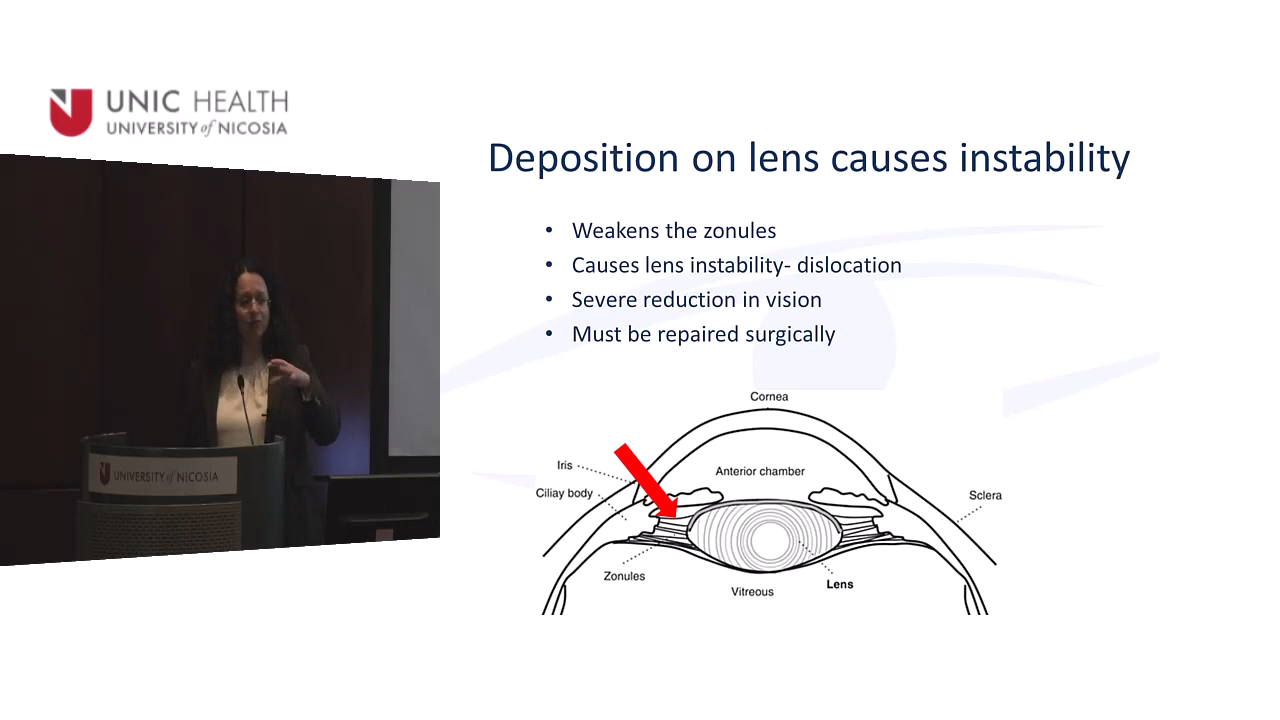 UNIC HEALTH
UNIVERSITY of NICOSIA
Deposition on lens causes instability
• Weakens the zonules
• Causes lens instability- dislocation
• Severe reduction in vision
• Must be repaired surgically
Cornea
Iris
Anterior chamber
Ciliay body
Sclera
Zonules
Vitreous
Lens
UNIVERSITY of NICOSIA